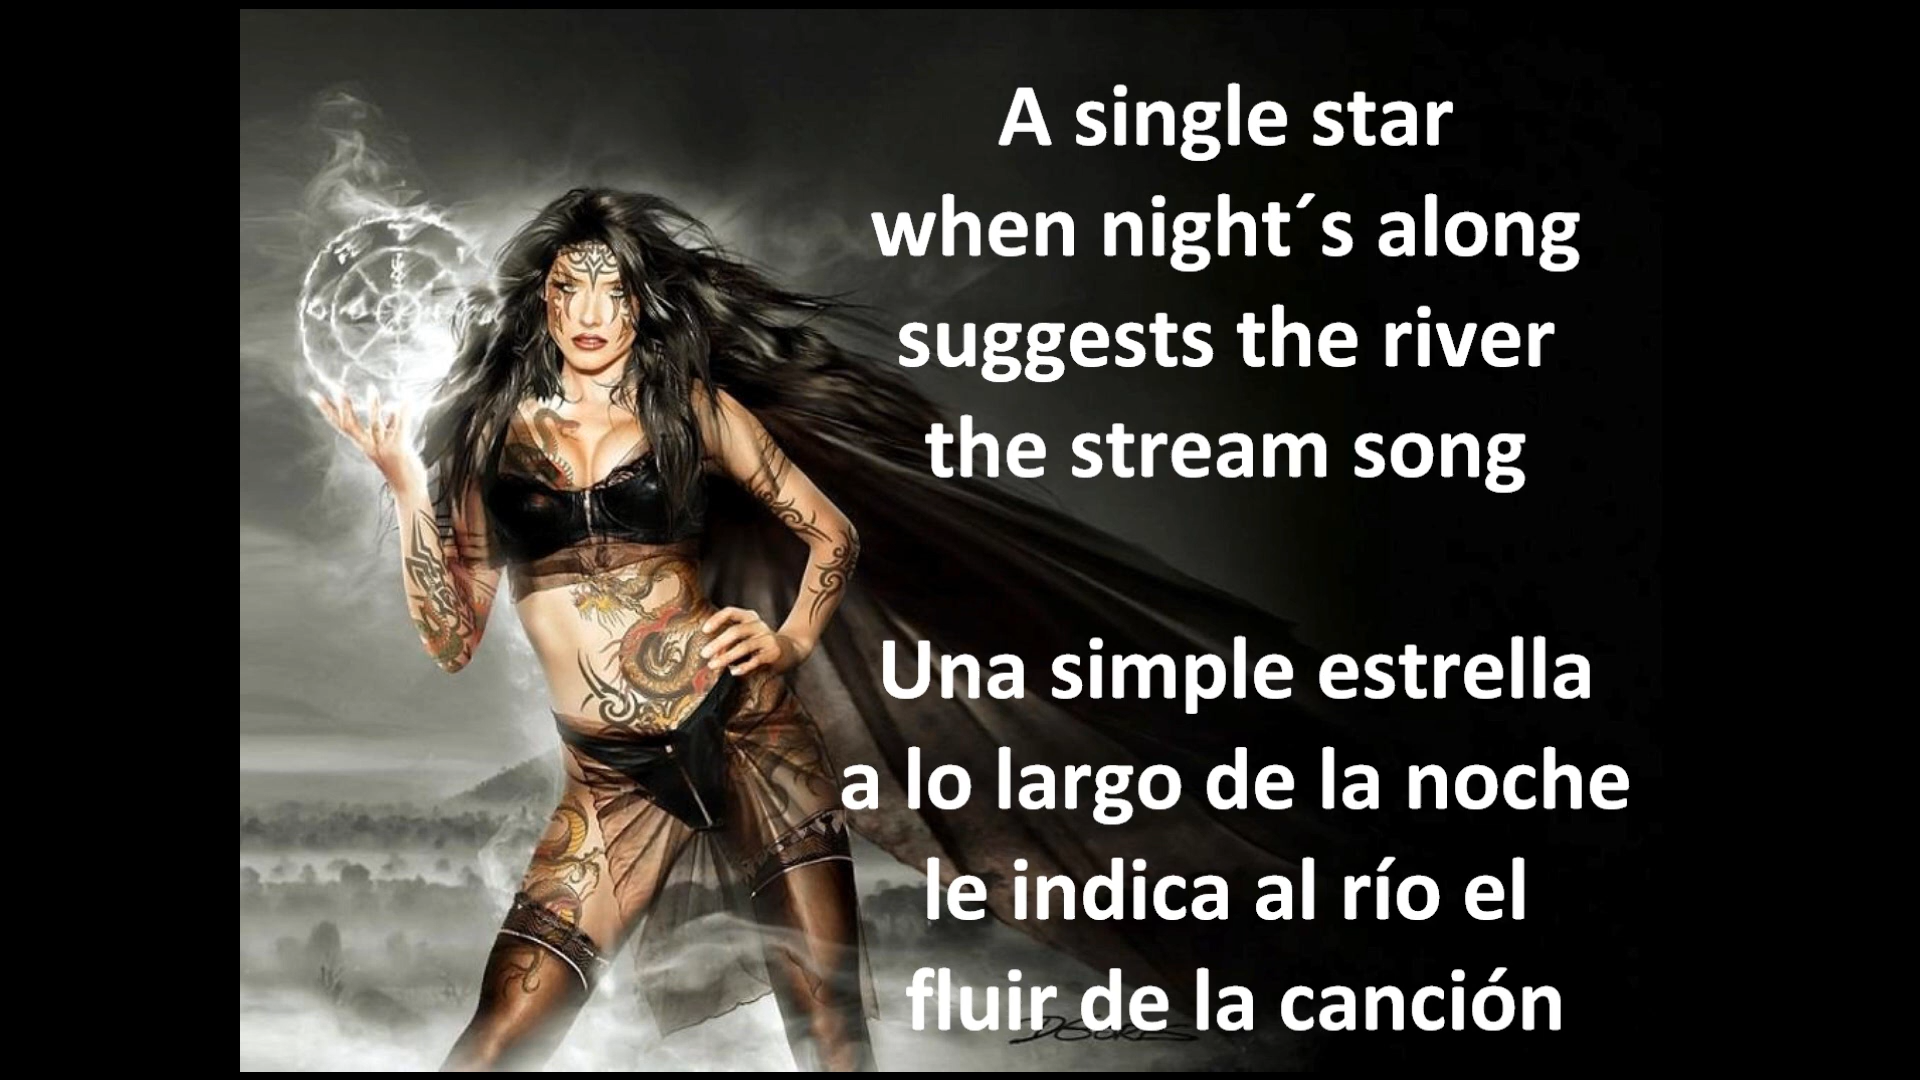 A single star
when night´s along
suggests the river
the stream song
Una simple estrella
a lo largo de la noche
le indica al río el
fluir de la canción